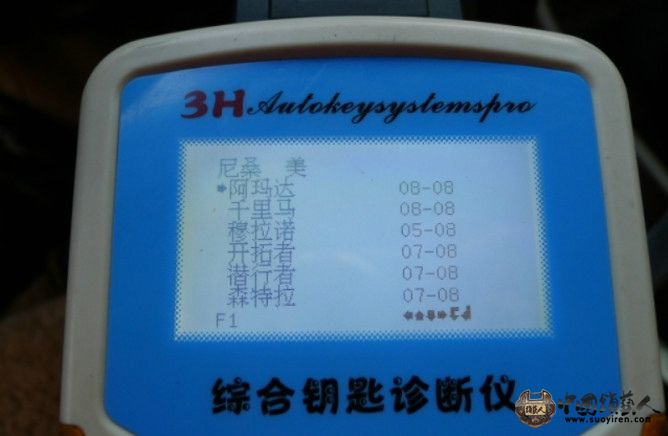 3H Autokeysystemspro
尼桑 美
阿玛达 08-08
千里马 08-08
穆拉诺 05-08
开拓者 07-08
潜行者 07-08
森特拉 07-08
F1
综合钥匙诊断仪
中国锁艺人
www.suoyiren.com